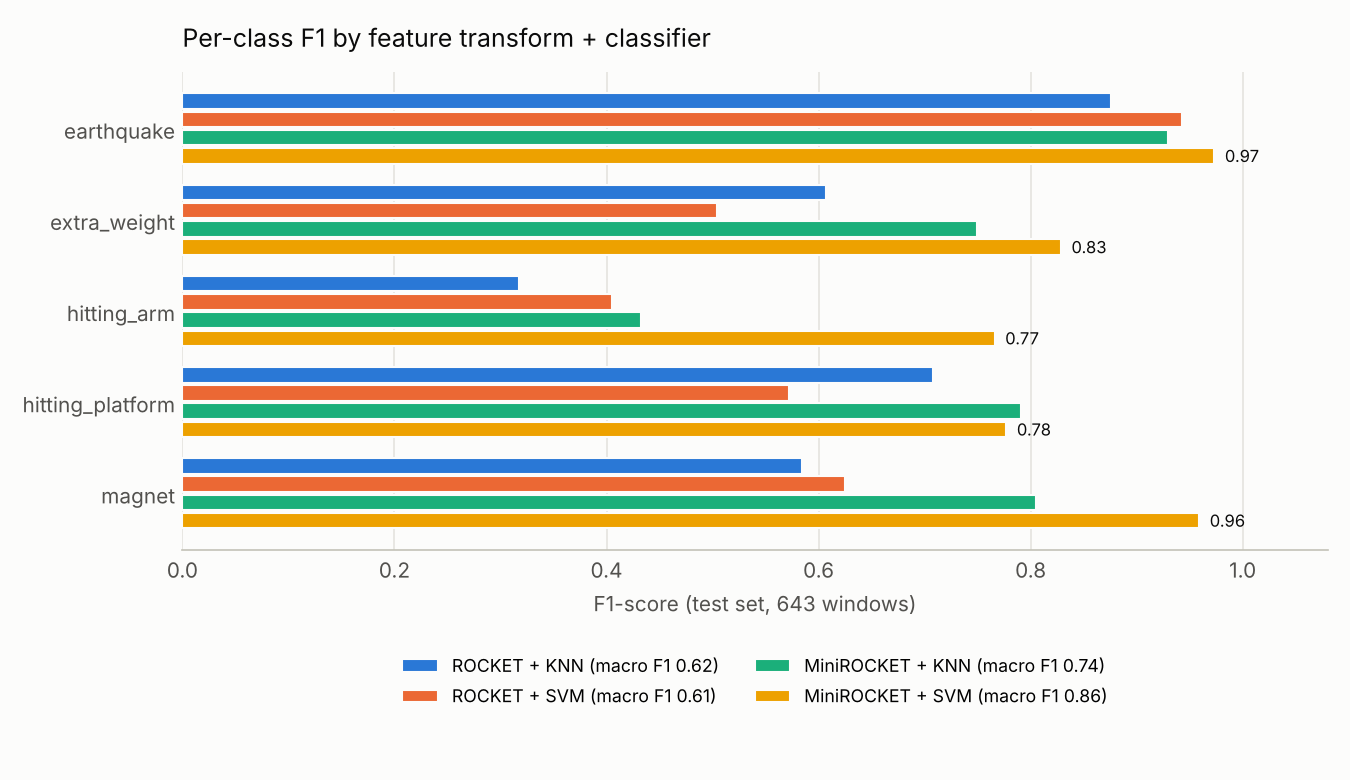 Per-class F1 by feature transform + classifier
earthquake
0.97
extra_weight
0.83
hitting_arm
0.77
hitting_platform
0.78
magnet
0.96
0.0 0.2 0.4 0.6 0.8 1.0
F1-score (test set, 643 windows)
ROCKET + KNN (macro F1 0.62) MiniROCKET + KNN (macro F1 0.74)
ROCKET + SVM (macro F1 0.61) MiniROCKET + SVM (macro F1 0.86)